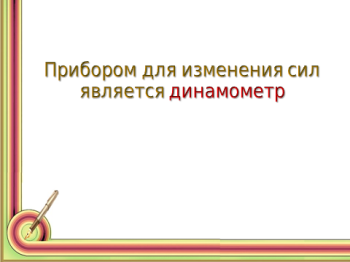 Прибором для изменения сил
является динамометр